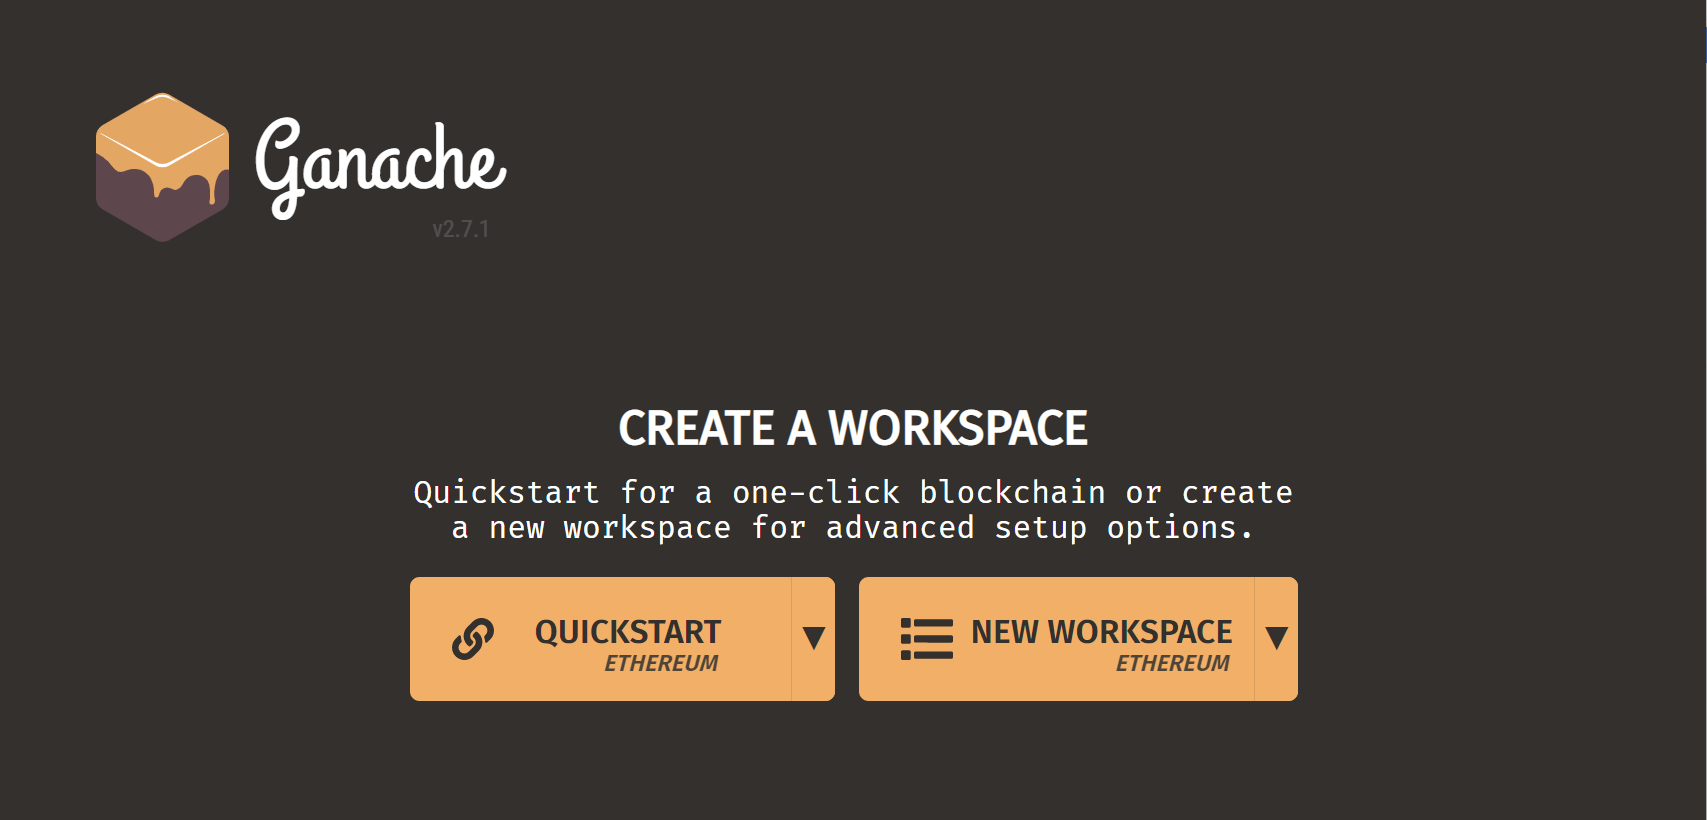 Ganache
v2.7.1
CREATE A WORKSPACE
Quickstart for a one-click blockchain or create
a new workspace for advanced setup options.
QUICKSTART
ETHEREUM
▼
NEW WORKSPACE
ETHEREUM
▼